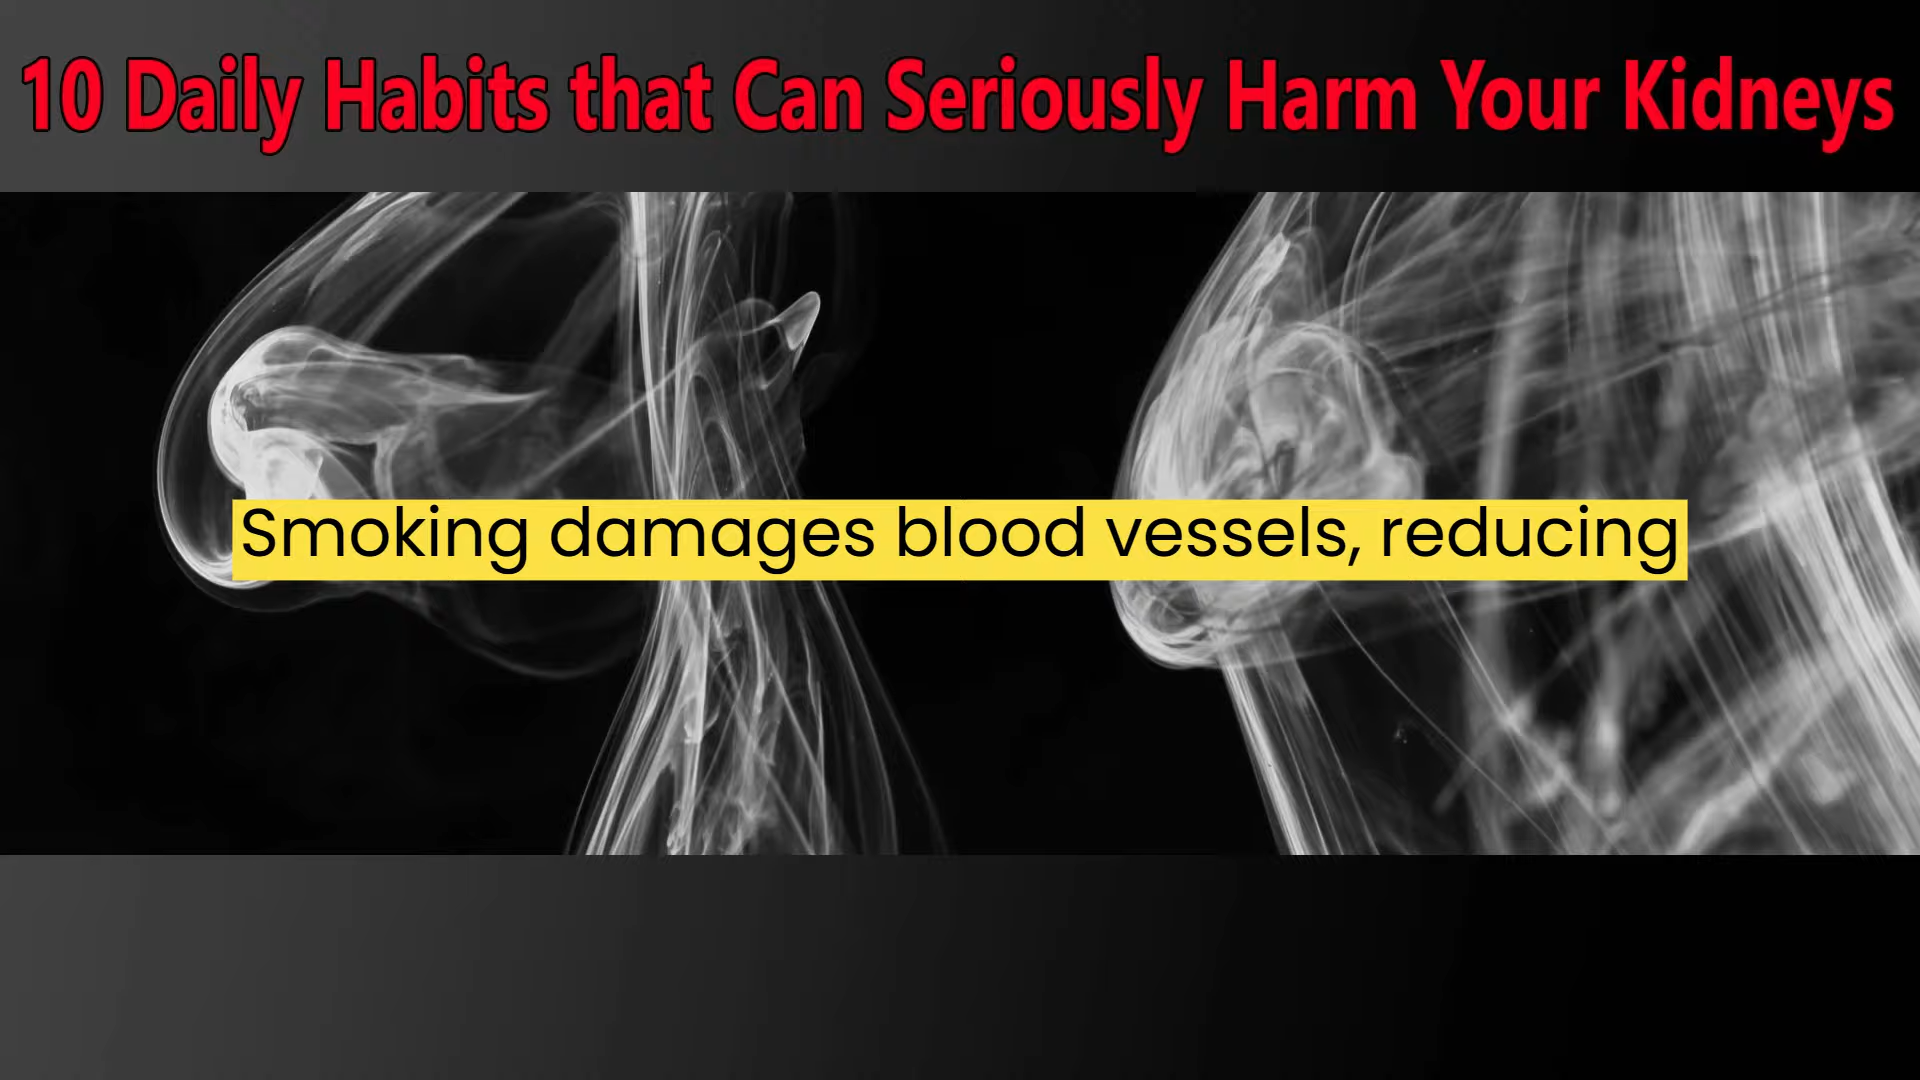 10 Daily Habits that Can Seriously Harm Your Kidneys
Smoking damages blood vessels, reducing